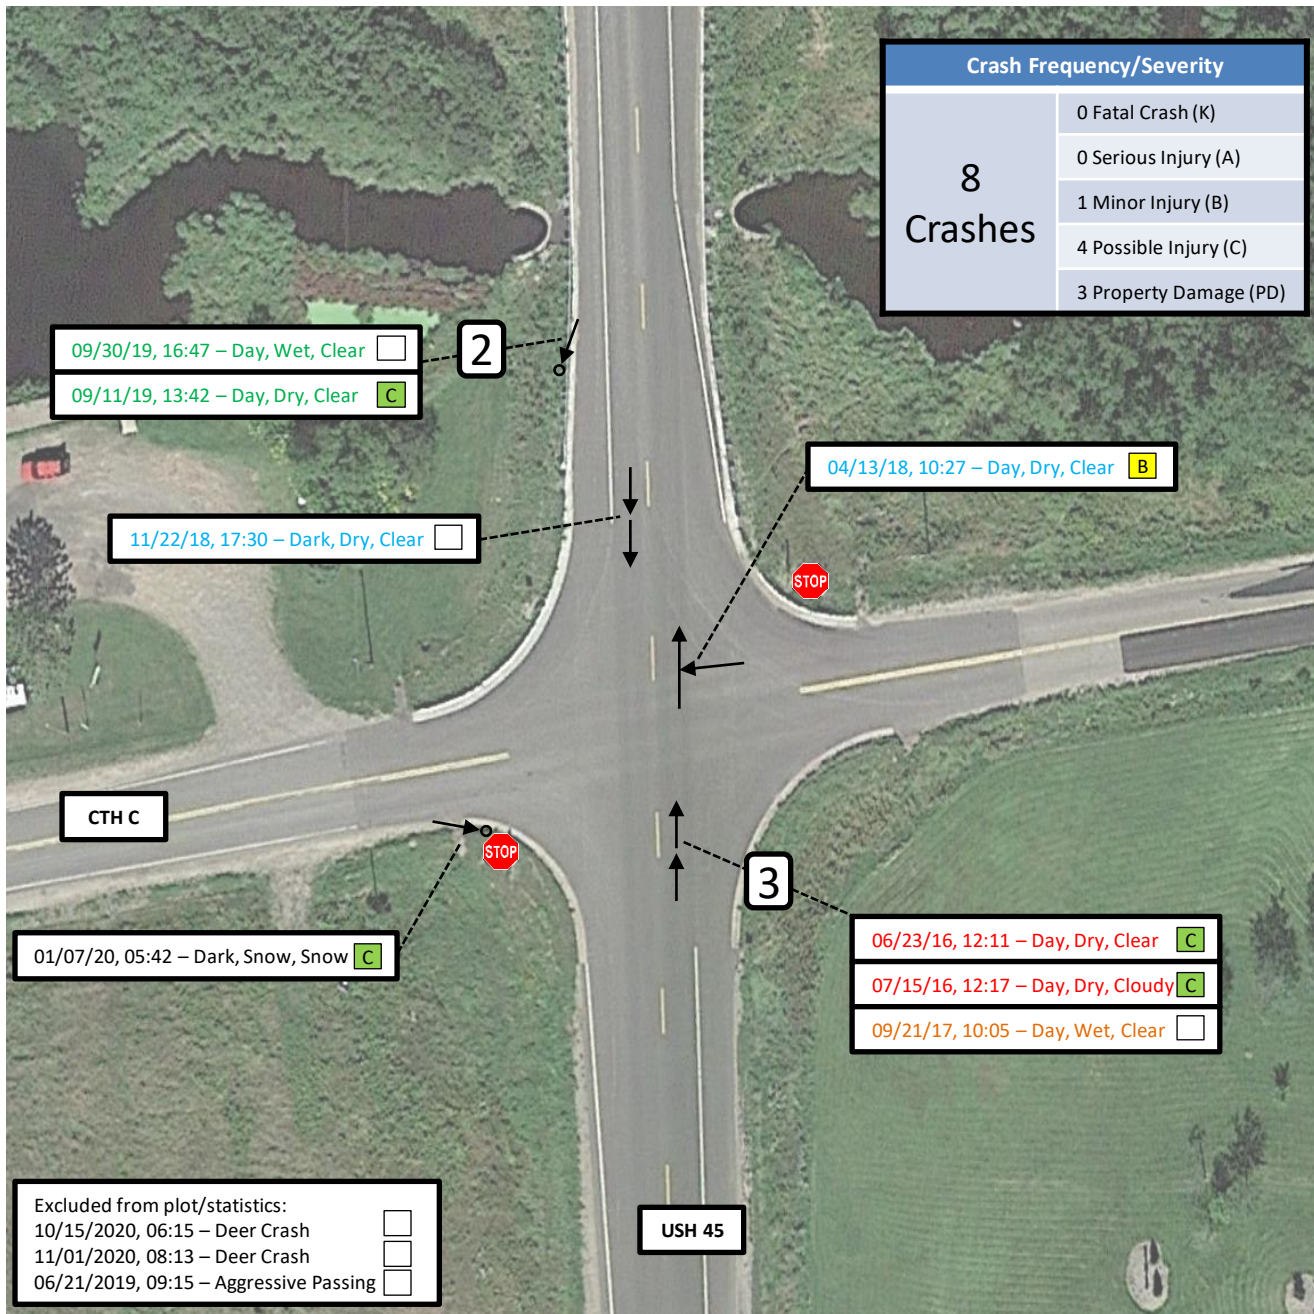 Crash Frequency/Severity
8
Crashes
0 Fatal Crash (K)
0 Serious Injury (A)
1 Minor Injury (B)
4 Possible Injury (C)
3 Property Damage (PD)
09/30/19, 16:47 – Day, Wet, Clear
09/11/19, 13:42 – Day, Dry, Clear C
2
04/13/18, 10:27 – Day, Dry, Clear B
11/22/18, 17:30 – Dark, Dry, Clear
STOP
CTH C
STOP
3
01/07/20, 05:42 – Dark, Snow, Snow C
06/23/16, 12:11 – Day, Dry, Clear C
07/15/16, 12:17 – Day, Dry, Cloudy C
09/21/17, 10:05 – Day, Wet, Clear
Excluded from plot/statistics:
10/15/2020, 06:15 – Deer Crash
11/01/2020, 08:13 – Deer Crash
06/21/2019, 09:15 – Aggressive Passing
USH 45